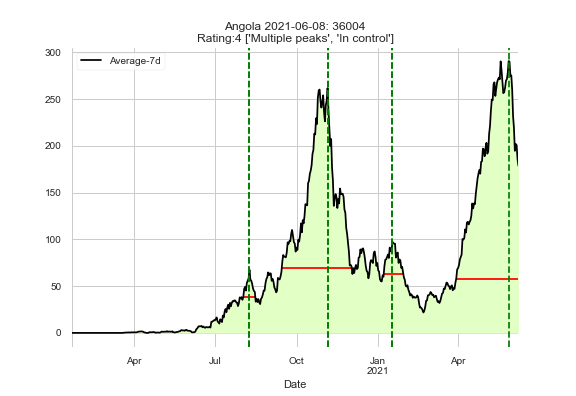 Angola 2021-06-08: 36004
Rating:4 ['Multiple peaks', 'In control']
300
Average-7d
250
200
150
100
50
0
Apr
Jul
Oct
Jan
2021
Apr
Date